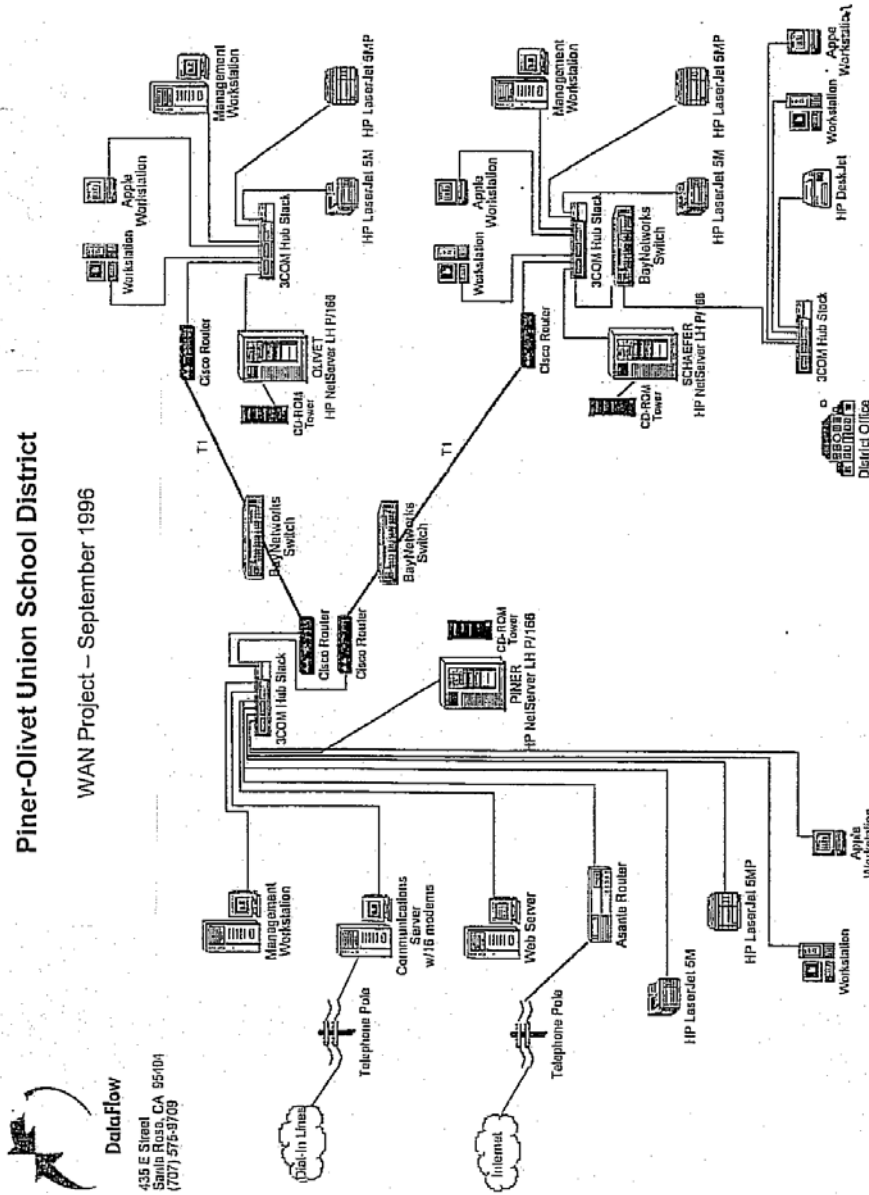 Piner-Olivet Union School District
WAN Project – September 1996
DataFlow
435 E Street
Santa Rosa, CA 95404
(707) 575-9709
Dial-In Lines
Telephone Pole
Internet
Telephone Pole
Management
Workstation
Communications
Server
w/16 modems
Web Server
Asante Router
HP LaserJet 5M
HP LaserJet 5MP
Workstation
Apple
Workstation
3COM Hub Stack
Cisco Router
Cisco Router
PINER
HP NetServer LH P/166
CD-ROM
Tower
BayNetworks
Switch
BayNetworks
Switch
T1
T1
Cisco Router
OLIVET
HP NetServer LH P/166
CD-ROM
Tower
3COM Hub Stack
Workstation
Apple
Workstation
Management
Workstation
HP LaserJet 5M
HP LaserJet 5MP
Cisco Router
SCHAEFER
HP NetServer LH P/166
CD-ROM
Tower
3COM Hub Stack
BayNetworks
Switch
Workstation
Apple
Workstation
Management
Workstation
HP LaserJet 5M
HP LaserJet 5MP
District Office
3COM Hub Stack
HP DeskJet
Workstation
Appe
Workstation